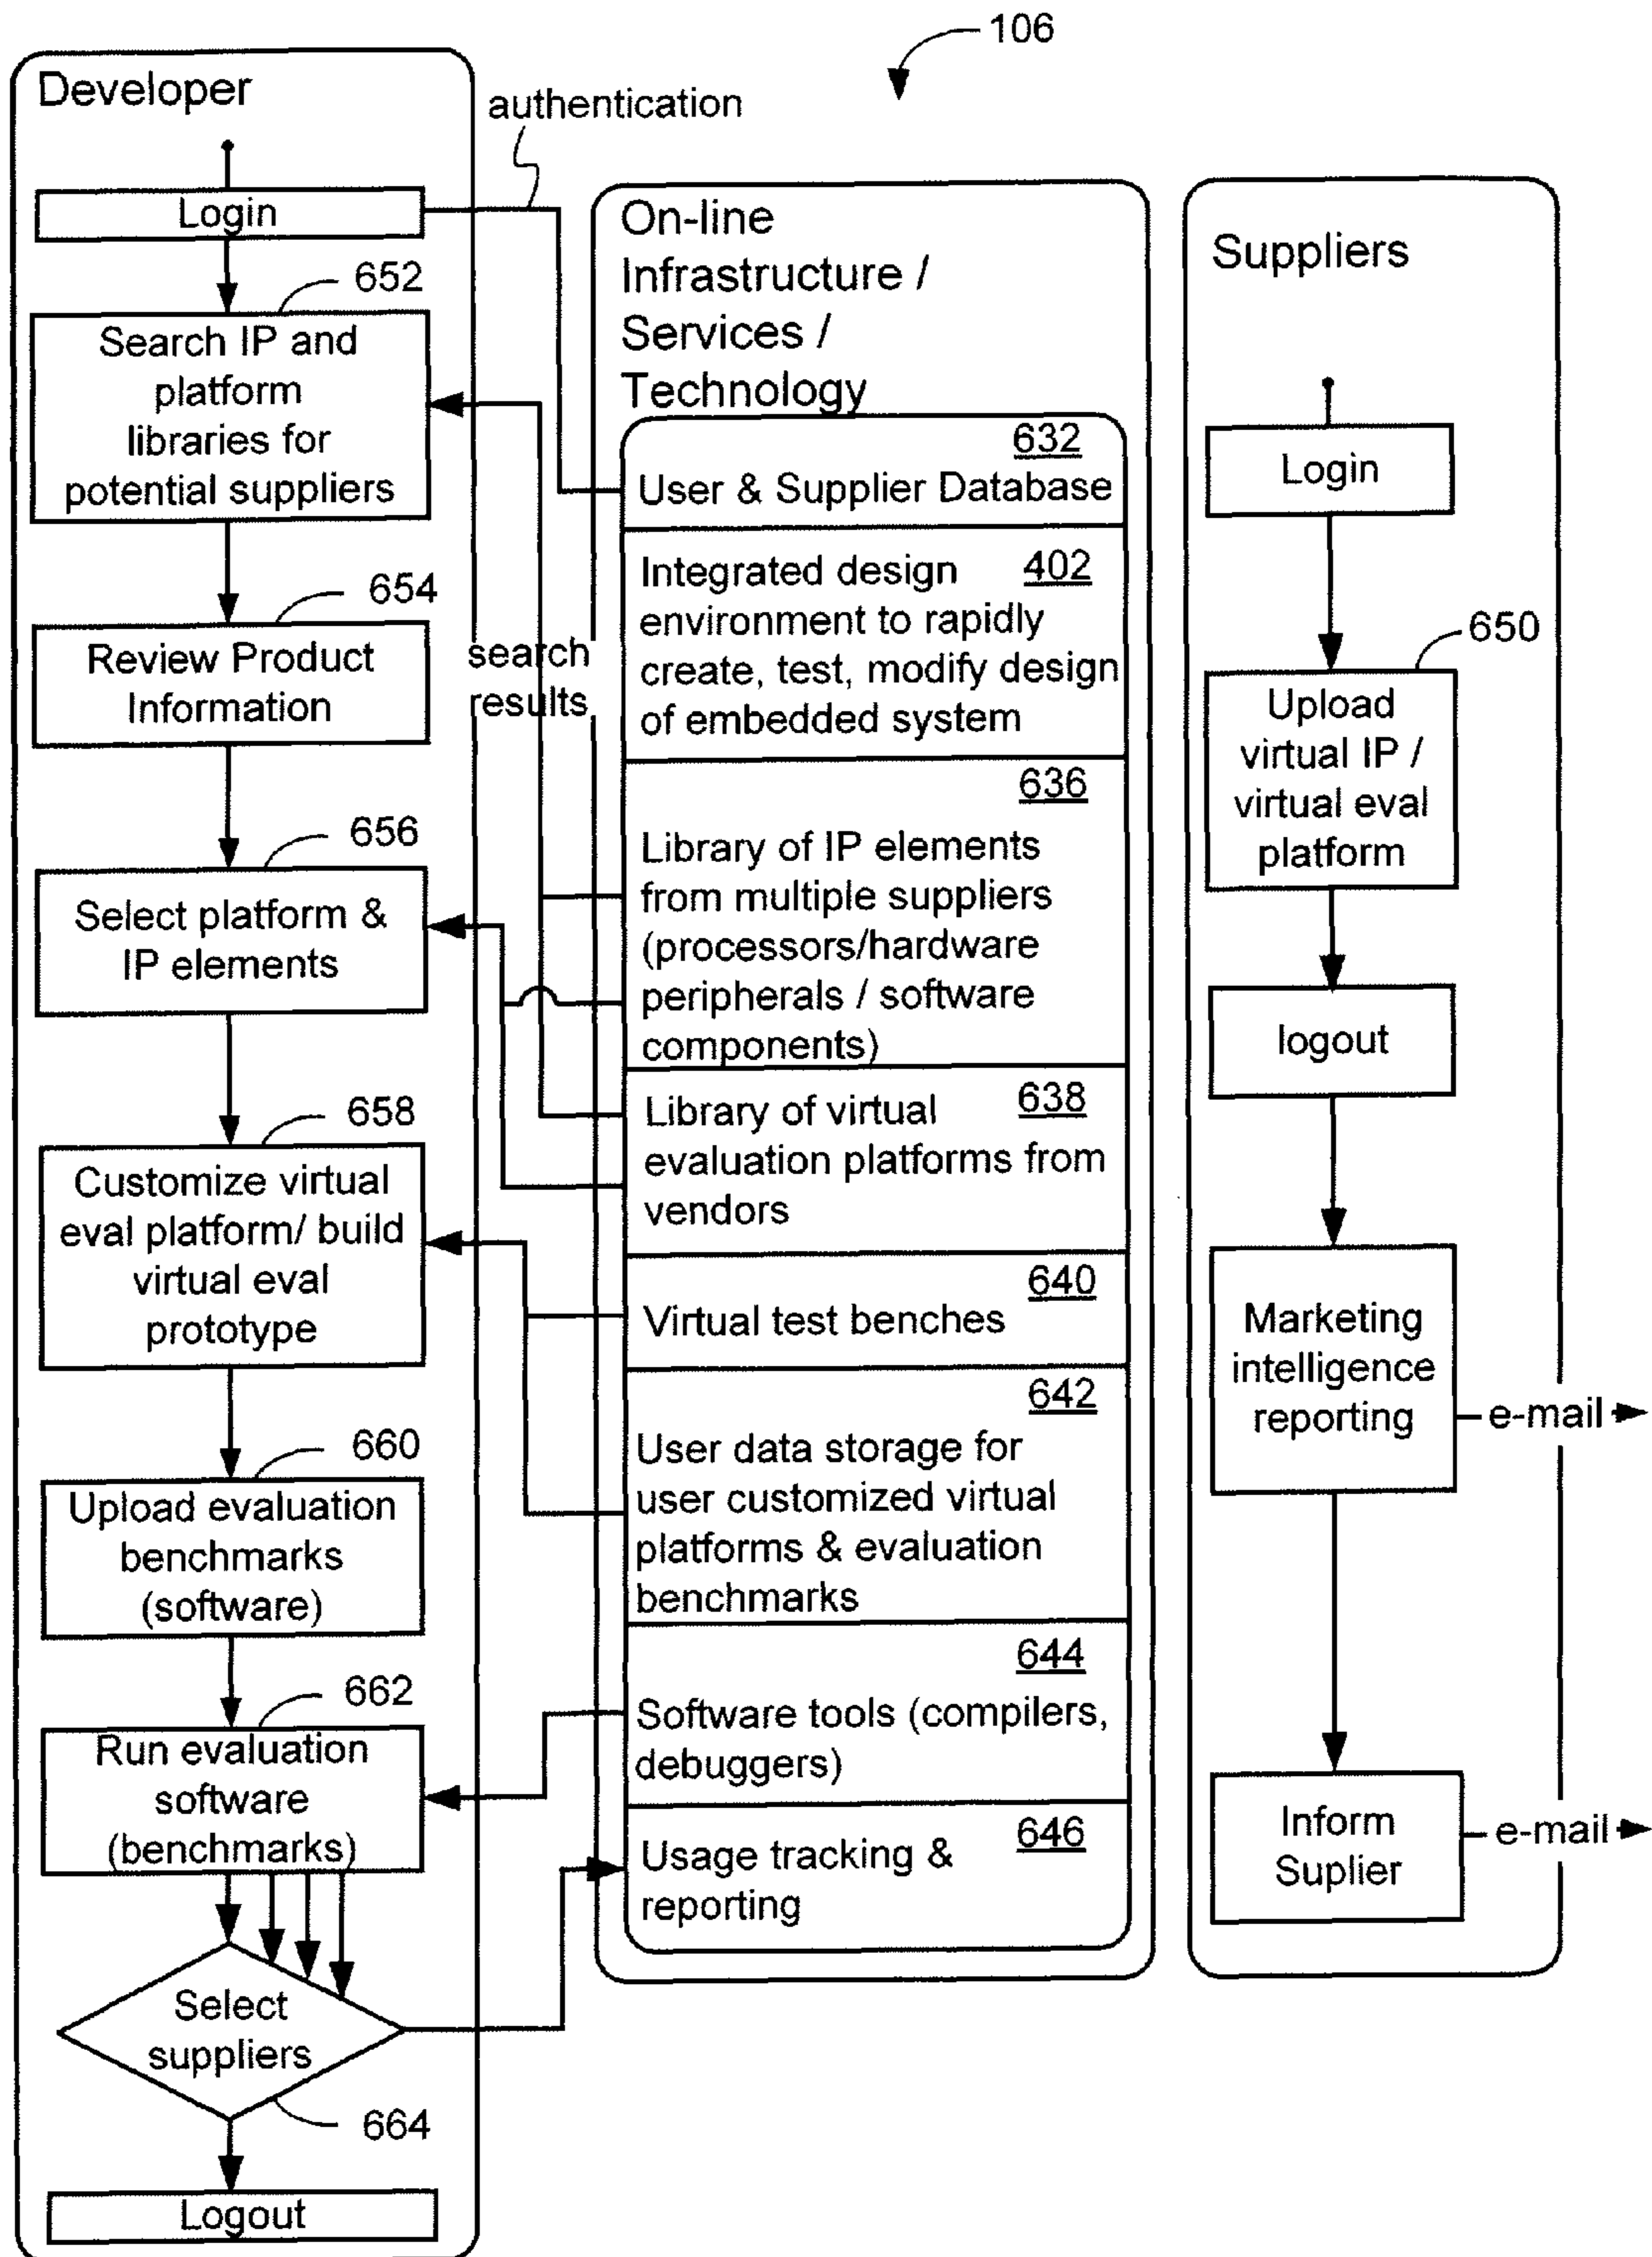 106
Developer
authentication
Login
652
Search IP and
platform
libraries for
potential suppliers
654
Review Product
Information
search
results
656
Select platform &
IP elements
658
Customize virtual
eval platform/ build
virtual eval
prototype
660
Upload evaluation
benchmarks
(software)
662
Run evaluation
software
(benchmarks)
Select
suppliers
664
Logout
On-line
Infrastructure /
Services /
Technology
632
User & Supplier Database
Integrated design 402
environment to rapidly
create, test, modify design
of embedded system
636
Library of IP elements
from multiple suppliers
(processors/hardware
peripherals / software
components)
Library of virtual 638
evaluation platforms from
vendors
640
Virtual test benches
642
User data storage for
user customized virtual
platforms & evaluation
benchmarks
644
Software tools (compilers,
debuggers)
646
Usage tracking &
reporting
Suppliers
Login
650
Upload
virtual IP /
virtual eval
platform
logout
Marketing
intelligence
reporting
e-mail
Inform
Suplier
e-mail